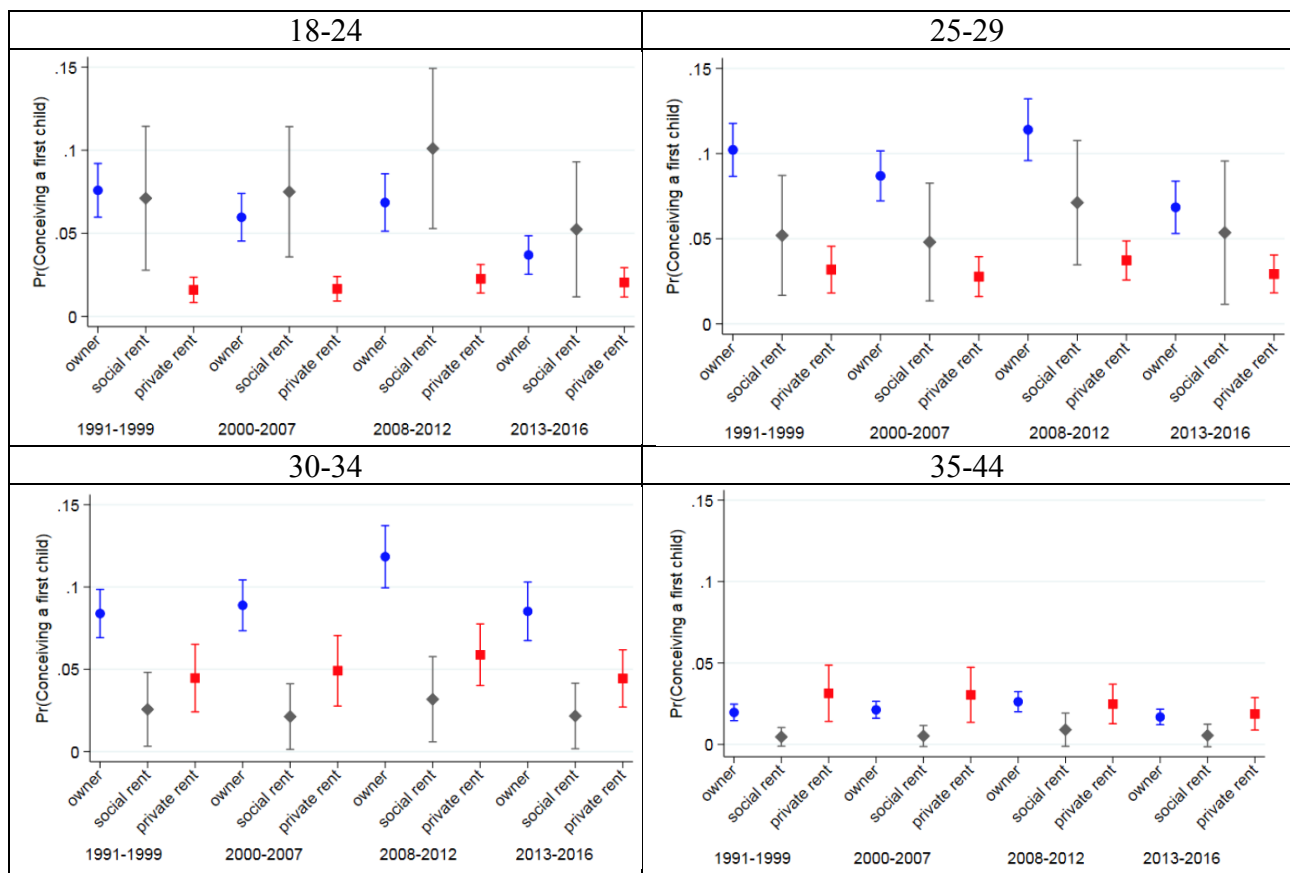 18-24
Pr(Conceiving a first child)
.15
.1
.05
0
owner
social rent
private rent
owner
social rent
private rent
owner
social rent
private rent
owner
social rent
private rent
1991-1999 2000-2007 2008-2012 2013-2016
25-29
Pr(Conceiving a first child)
.15
.1
.05
0
owner
social rent
private rent
owner
social rent
private rent
owner
social rent
private rent
owner
social rent
private rent
1991-1999 2000-2007 2008-2012 2013-2016
30-34
Pr(Conceiving a first child)
.15
.1
.05
0
owner
social rent
private rent
owner
social rent
private rent
owner
social rent
private rent
owner
social rent
private rent
1991-1999 2000-2007 2008-2012 2013-2016
35-44
Pr(Conceiving a first child)
.15
.1
.05
0
owner
social rent
private rent
owner
social rent
private rent
owner
social rent
private rent
owner
social rent
private rent
1991-1999 2000-2007 2008-2012 2013-2016